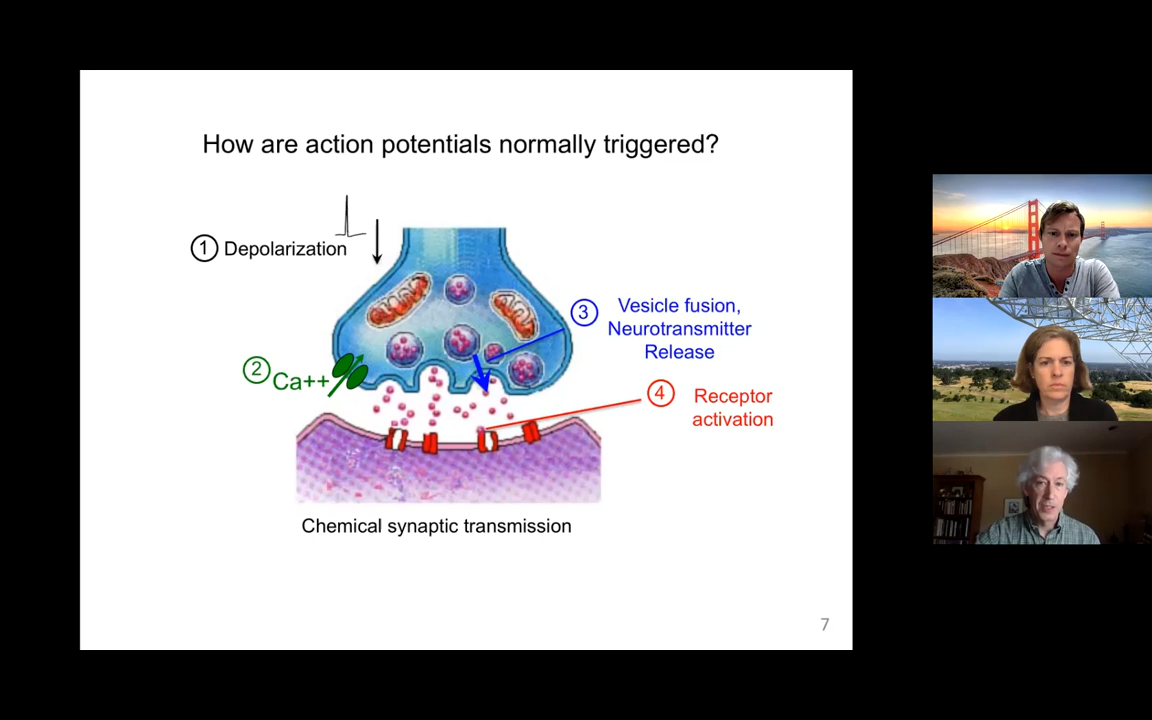 How are action potentials normally triggered?
1 Depolarization
2 Ca++
3 Vesicle fusion,
Neurotransmitter
Release
4 Receptor
activation
Chemical synaptic transmission
7